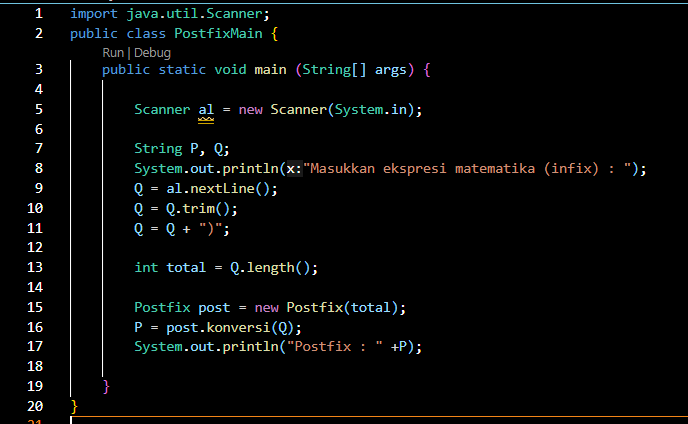 1 import java.util.Scanner;
2 public class PostfixMain {
Run | Debug
3 public static void main (String[] args) {
4
5 Scanner al = new Scanner(System.in);
6
7 String P, Q;
8 System.out.println(x:"Masukkan ekspresi matematika (infix) : ");
9 Q = al.nextLine();
10 Q = Q.trim();
11 Q = Q + ")";
12
13 int total = Q.length();
14
15 Postfix post = new Postfix(total);
16 P = post.konversi(Q);
17 System.out.println("Postfix : " +P);
18
19 }
20 }
21